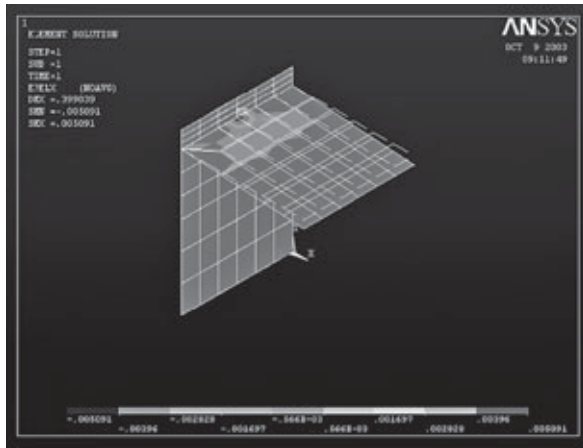 1
ELEMENT SOLUTION
STEP=1
SUB =1
TIME=1
EPELX (NOAVG)
DMX =.399039
SMN =-.005091
SMX =.005091
ANSYS
OCT 9 2003
09:11:49
X
-.005091 -.002828 -.566E-03 .001697 .00396
-.00396 -.001697 .566E-03 .002828 .005091